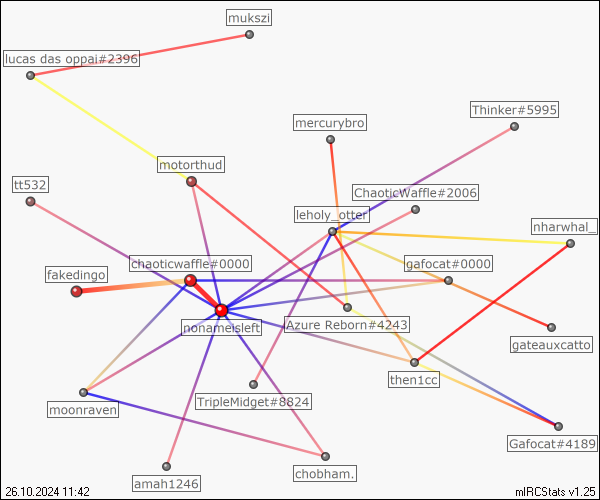 mukszi
lucas das oppai#2396
Thinker#5995
mercurybro
motorthud
tt532
ChaoticWaffle#2006
leholy_otter
nharwhal_
chaoticwaffle#0000
gafocat#0000
fakedingo
nonameisleft
Azure Reborn#4243
gateauxcatto
then1cc
TripleMidget#8824
moonraven
Gafocat#4189
chobham.
amah1246
26.10.2024 11:42
mIRCStats v1.25